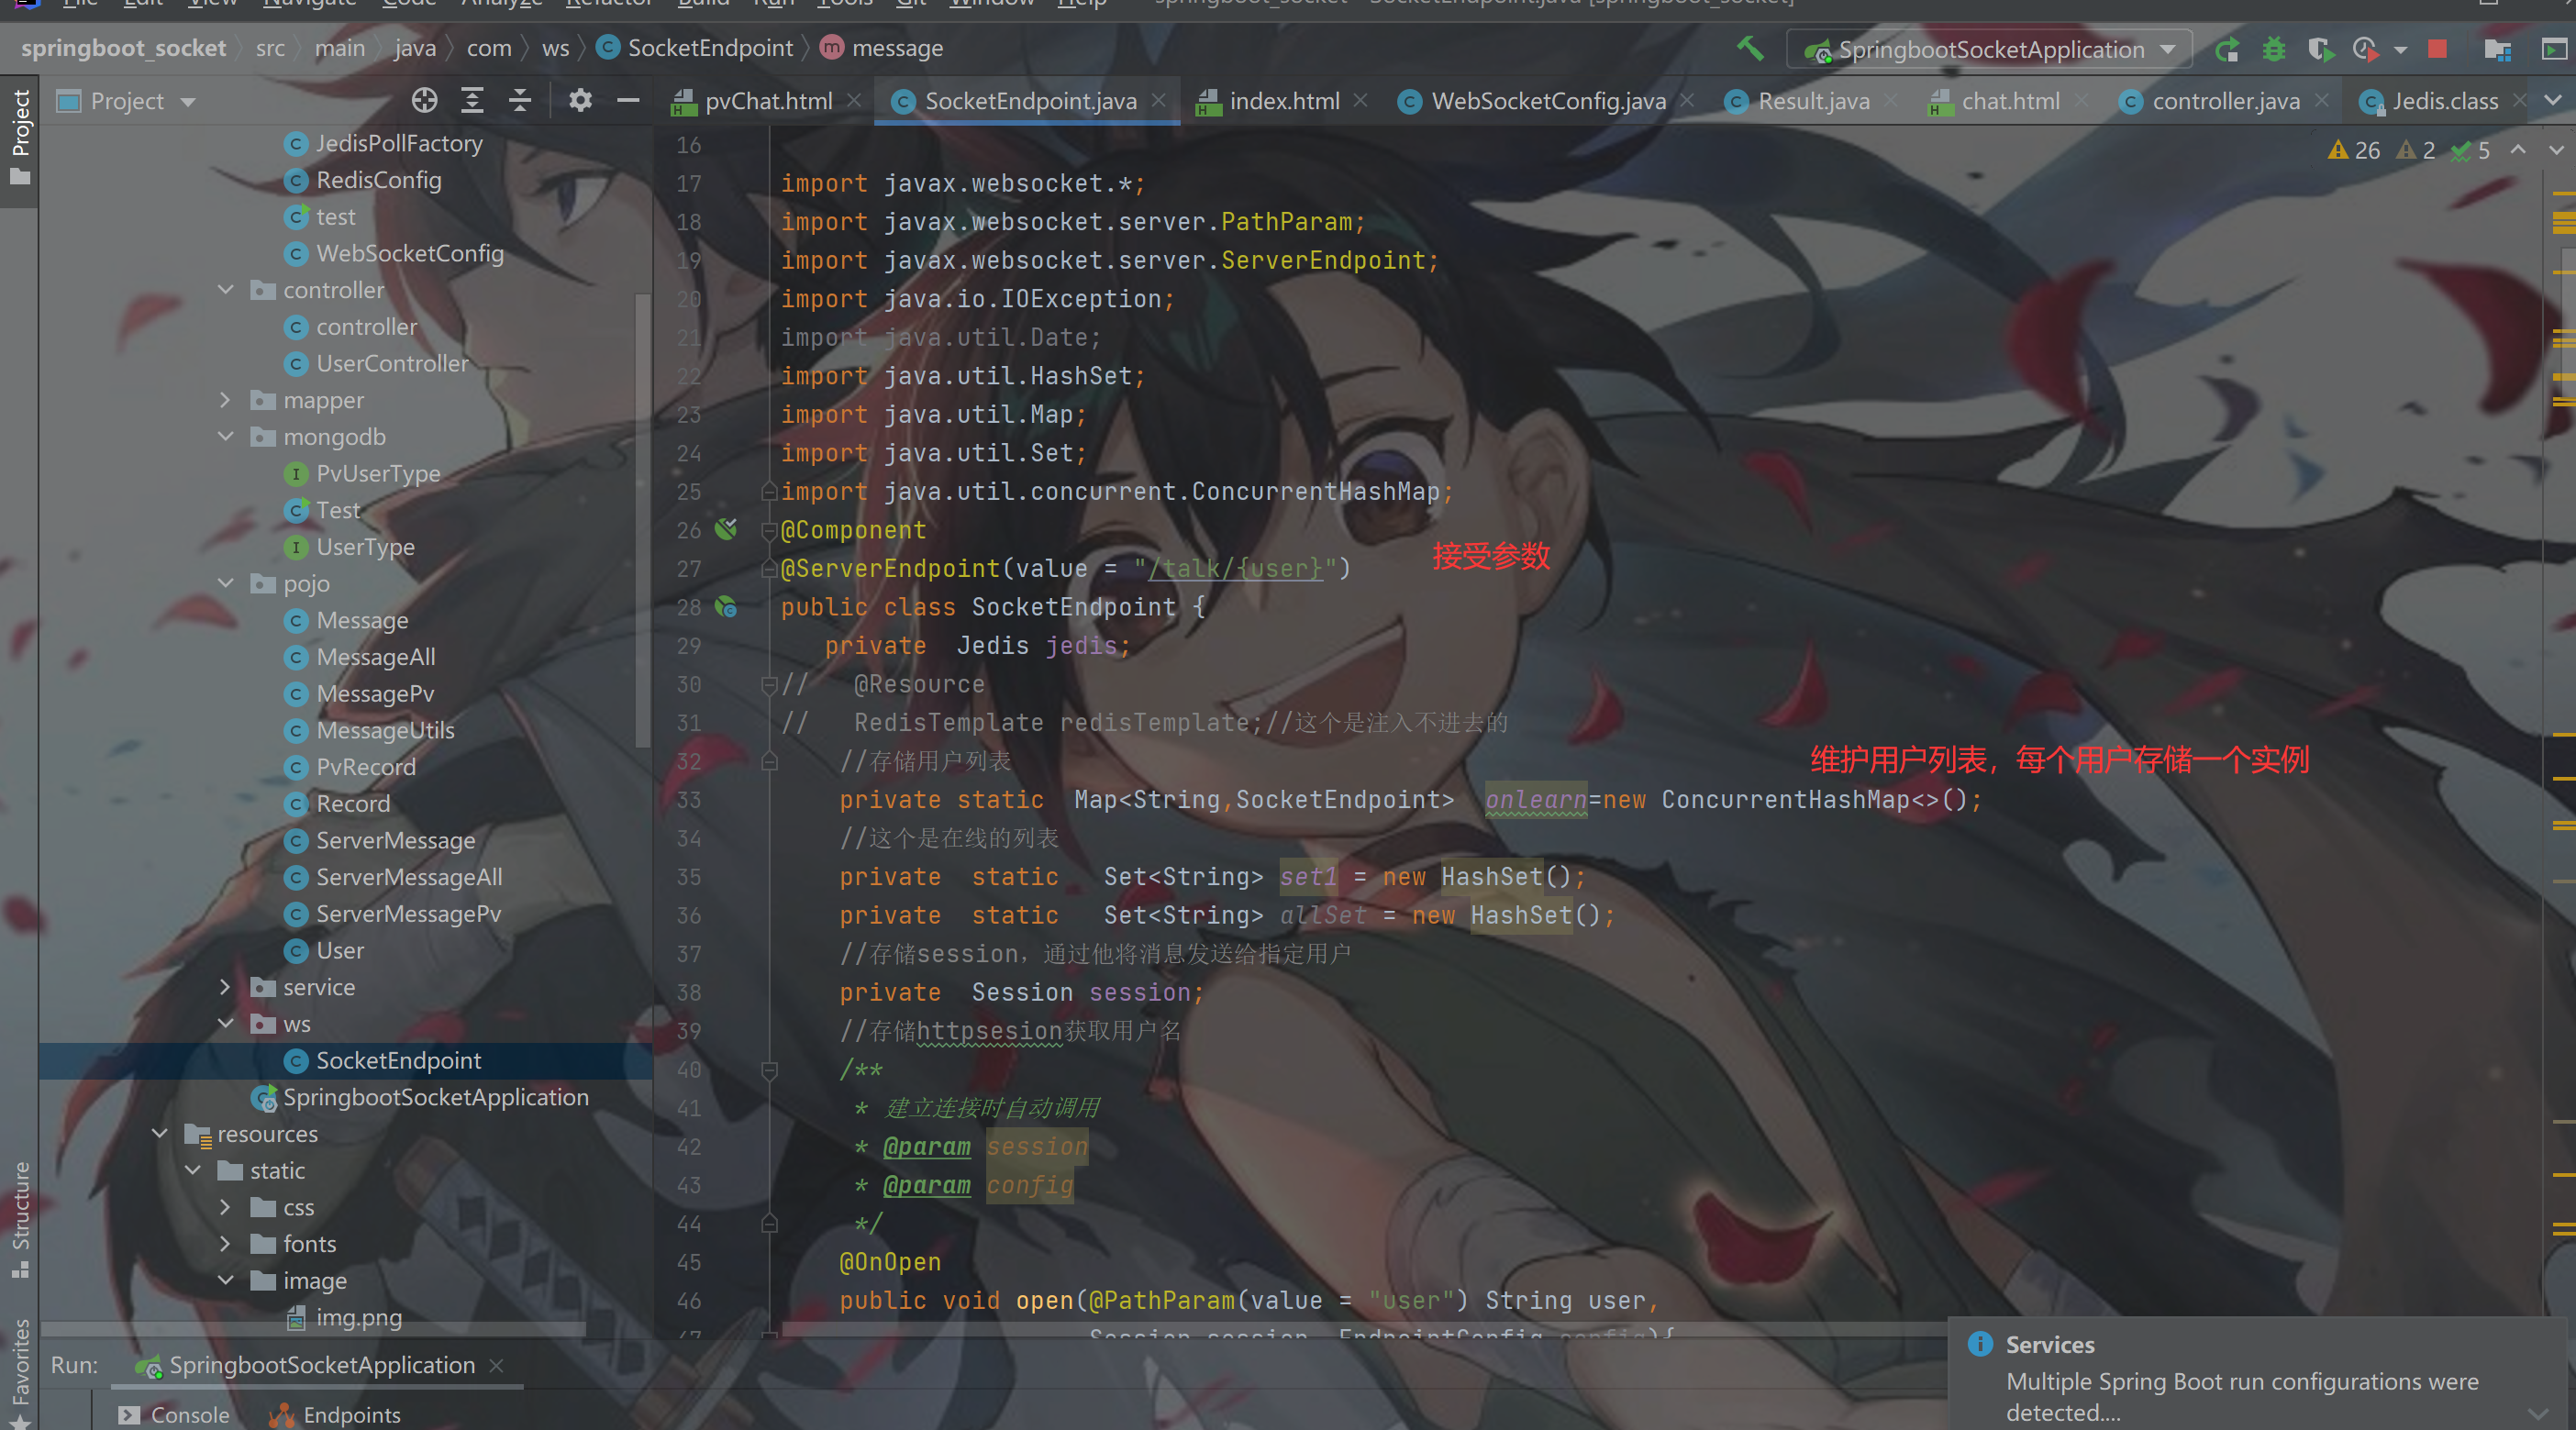 File Edit View Navigate Code Analyze Refactor Build Run Tools Git Window Help springboot_socket - SocketEndpoint.java [springboot_socket]
springboot_socket src main java com ws SocketEndpoint message SpringbootSocketApplication
Project
pvChat.html SocketEndpoint.java index.html WebSocketConfig.java Result.java chat.html controller.java Jedis.class
26 2 5
Project
JedisPollFactory
RedisConfig
test
WebSocketConfig
controller
controller
UserController
mapper
mongodb
PvUserType
Test
UserType
pojo
Message
MessageAll
MessagePv
MessageUtils
PvRecord
Record
ServerMessage
ServerMessageAll
ServerMessagePv
User
service
ws
SocketEndpoint
SpringbootSocketApplication
resources
static
css
fonts
image
img.png
Structure
Favorites
16
17 import javax.websocket.*;
18 import javax.websocket.server.PathParam;
19 import javax.websocket.server.ServerEndpoint;
20 import java.io.IOException;
21 import java.util.Date;
22 import java.util.HashSet;
23 import java.util.Map;
24 import java.util.Set;
25 import java.util.concurrent.ConcurrentHashMap;
26 @Component
27 @ServerEndpoint(value = "/talk/{user}")
接受参数
28 public class SocketEndpoint {
29 private Jedis jedis;
30 // @Resource
31 // RedisTemplate redisTemplate;//这个是注入不进去的
32 //存储用户列表
维护用户列表，每个用户存储一个实例
33 private static Map<String,SocketEndpoint> onlearn=new ConcurrentHashMap<>();
34 //这个是在线的列表
35 private static Set<String> set1 = new HashSet();
36 private static Set<String> allSet = new HashSet();
37 //存储session，通过他将消息发送给指定用户
38 private Session session;
39 //存储httpsesion获取用户名
40 /**
41 * 建立连接时自动调用
42 * @param session
43 * @param config
44 */
45 @OnOpen
46 public void open(@PathParam(value = "user") String user,
47 Session session, EndpointConfig config){
Run: SpringbootSocketApplication
Console Endpoints
Services
Multiple Spring Boot run configurations were
detected....